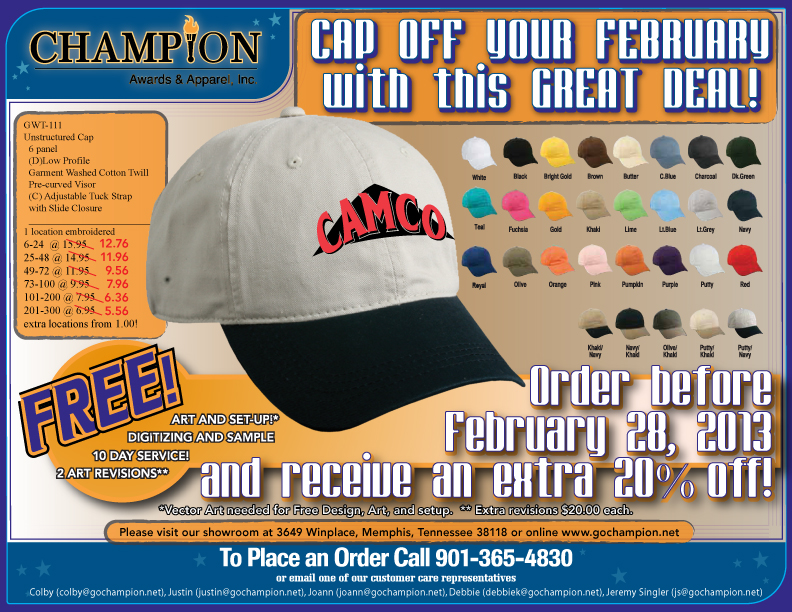 CHAMPION
Awards & Apparel, Inc.
CAP OFF YOUR FEBRUARY
with this GREAT DEAL!
GWT-111
Unstructured Cap
6 panel
(D)Low Profile
Garment Washed Cotton Twill
Pre-curved Visor
(C) Adjustable Tuck Strap
with Slide Closure
1 location embroidered
6-24 @ 15.95 12.76
25-48 @ 14.95 11.96
49-72 @ 11.95 9.56
73-100 @ 9.95 7.96
101-200 @ 7.95 6.36
201-300 @ 6.95 5.56
extra locations from 1.00!
CAMCO
White Black Bright Gold Brown Butter C.Blue Charcoal Dk.Green
Teal Fuchsia Gold Khaki Lime Lt.Blue Lt.Grey Navy
Royal Olive Orange Pink Pumpkin Purple Putty Red
Khaki/ Navy/ Olive/ Putty/ Putty/
Navy Khaki Khaki Khaki Navy
FREE!
ART AND SET-UP!*
DIGITIZING AND SAMPLE
10 DAY SERVICE!
2 ART REVISIONS**
Order before
February 28, 2013
and receive an extra 20% off!
*Vector Art needed for Free Design, Art, and setup. ** Extra revisions $20.00 each.
Please visit our showroom at 3649 Winplace, Memphis, Tennessee 38118 or online www.gochampion.net
To Place an Order Call 901-365-4830
or email one of our customer care representatives
Colby (colby@gochampion.net), Justin (justin@gochampion.net), Joann (joann@gochampion.net), Debbie (debbiek@gochampion.net), Jeremy Singler (js@gochampion.net)